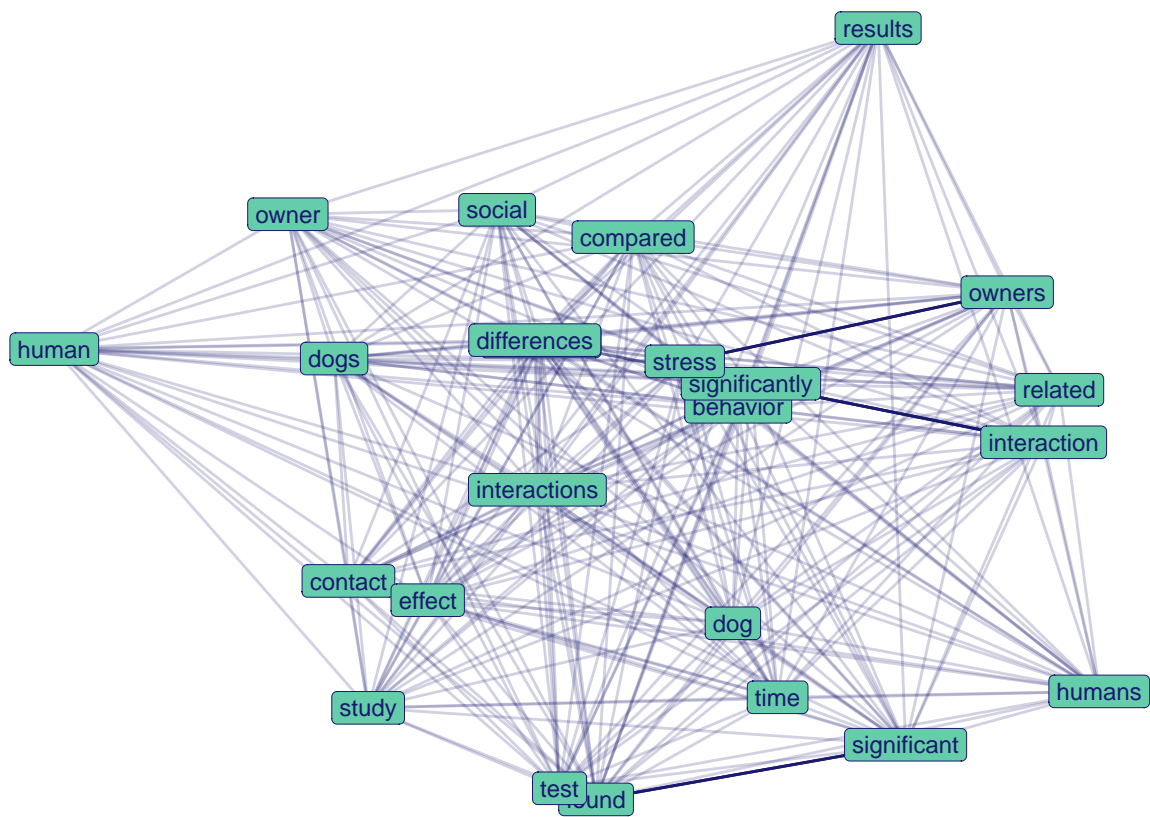 results
owner
social
compared
owners
human
differences
dogs
stress
significantly
behavior
related
interaction
interactions
contact
effect
dog
humans
time
study
significant
test
found